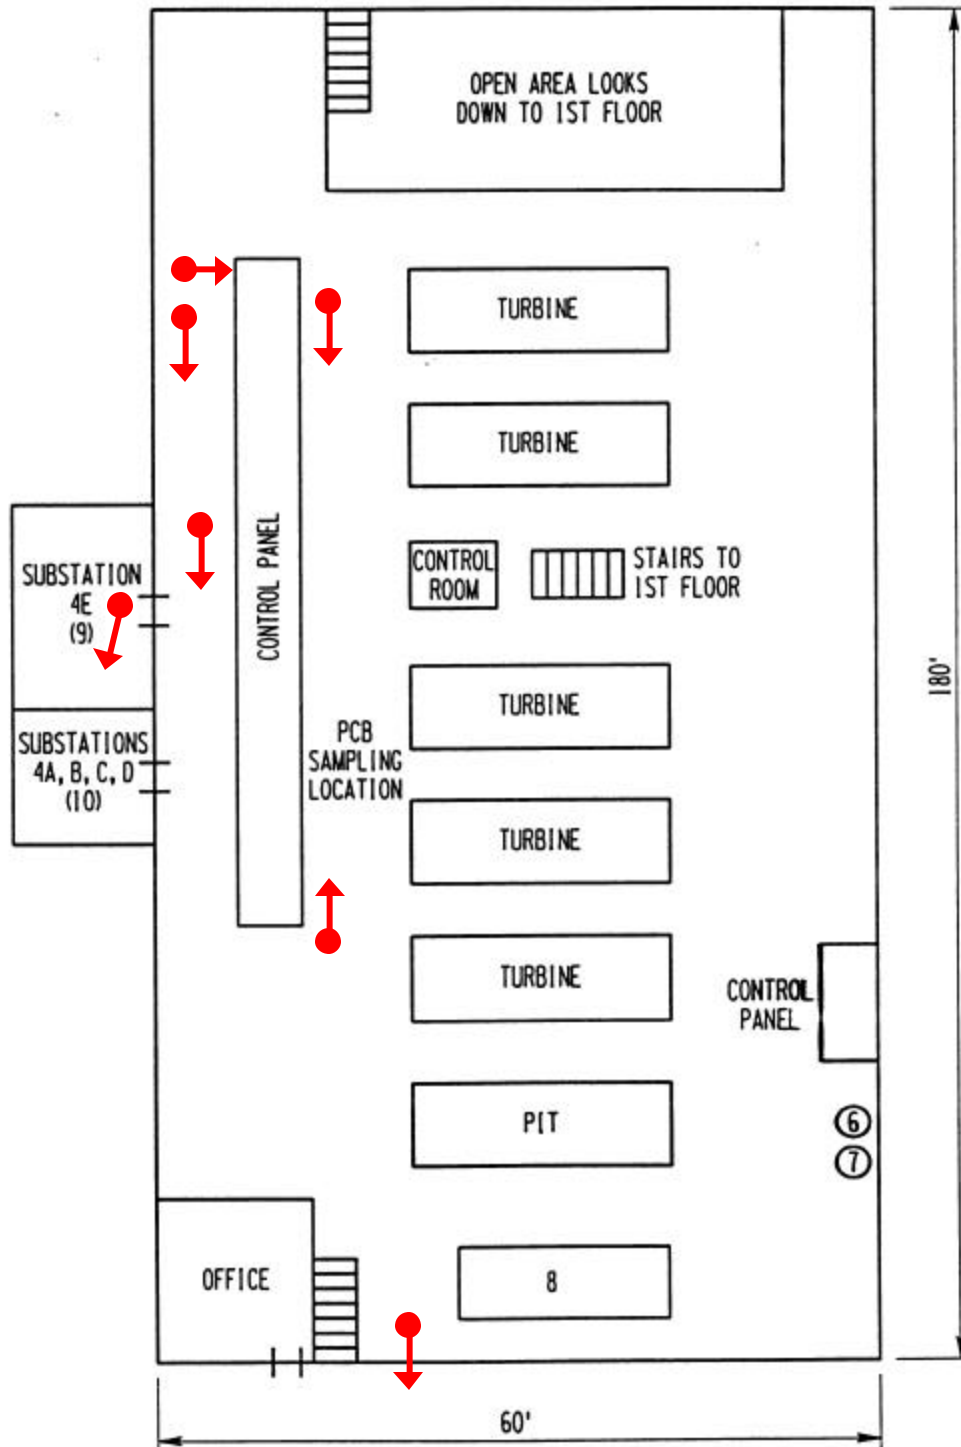 OPEN AREA LOOKS
DOWN TO 1ST FLOOR
TURBINE
TURBINE
CONTROL PANEL
SUBSTATION
4E
(9)
CONTROL
ROOM
STAIRS TO
1ST FLOOR
180'
TURBINE
PCB
SAMPLING
LOCATION
SUBSTATIONS
4A, B, C, D
(10)
TURBINE
TURBINE
CONTROL
PANEL
PIT
6
7
OFFICE
8
60'